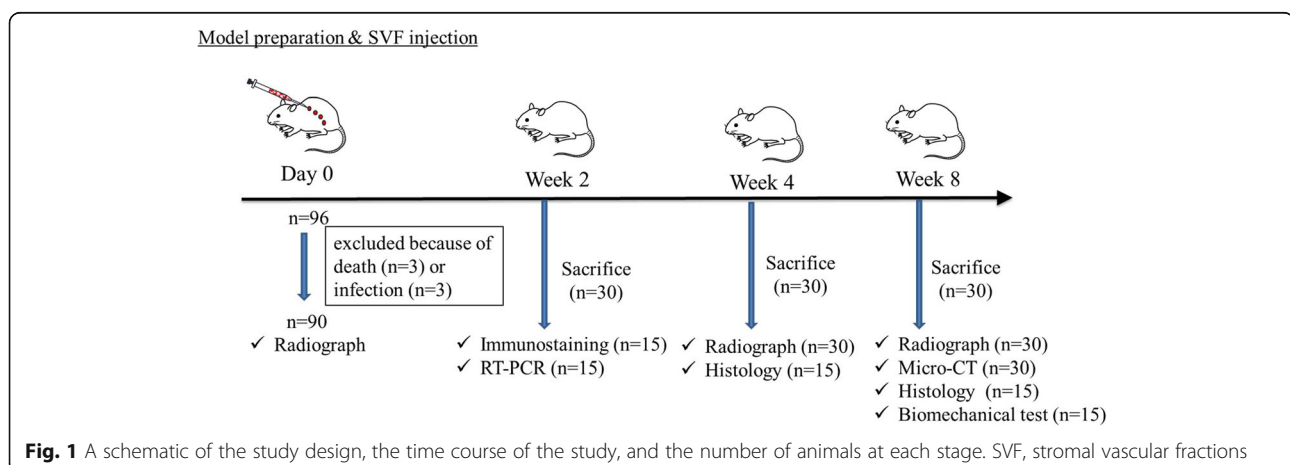 Model preparation & SVF injection
Day 0
Week 2
Week 4
Week 8
n=96
excluded because of
death (n=3) or
infection (n=3)
n=90
✓ Radiograph
Sacrifice
(n=30)
✓ Immunostaining (n=15)
✓ RT-PCR (n=15)
Sacrifice
(n=30)
✓ Radiograph (n=30)
✓ Histology (n=15)
Sacrifice
(n=30)
✓ Radiograph (n=30)
✓ Micro-CT (n=30)
✓ Histology (n=15)
✓ Biomechanical test (n=15)
Fig. 1 A schematic of the study design, the time course of the study, and the number of animals at each stage. SVF, stromal vascular fractions